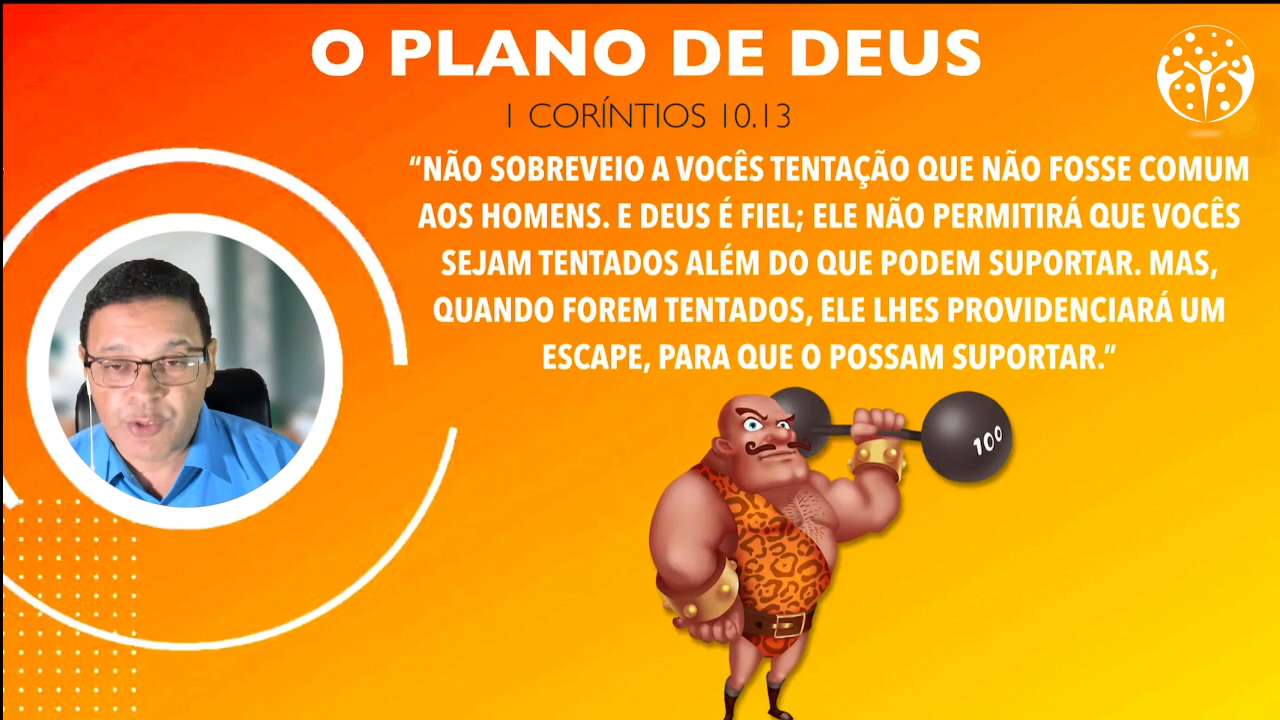 O PLANO DE DEUS
1 CORÍNTIOS 10.13
“NÃO SOBREVEIO A VOCÊS TENTAÇÃO QUE NÃO FOSSE COMUM
AOS HOMENS. E DEUS É FIEL; ELE NÃO PERMITIRÁ QUE VOCÊS
SEJAM TENTADOS ALÉM DO QUE PODEM SUPORTAR. MAS,
QUANDO FOREM TENTADOS, ELE LHES PROVIDENCIARÁ UM
ESCAPE, PARA QUE O POSSAM SUPORTAR.”
100